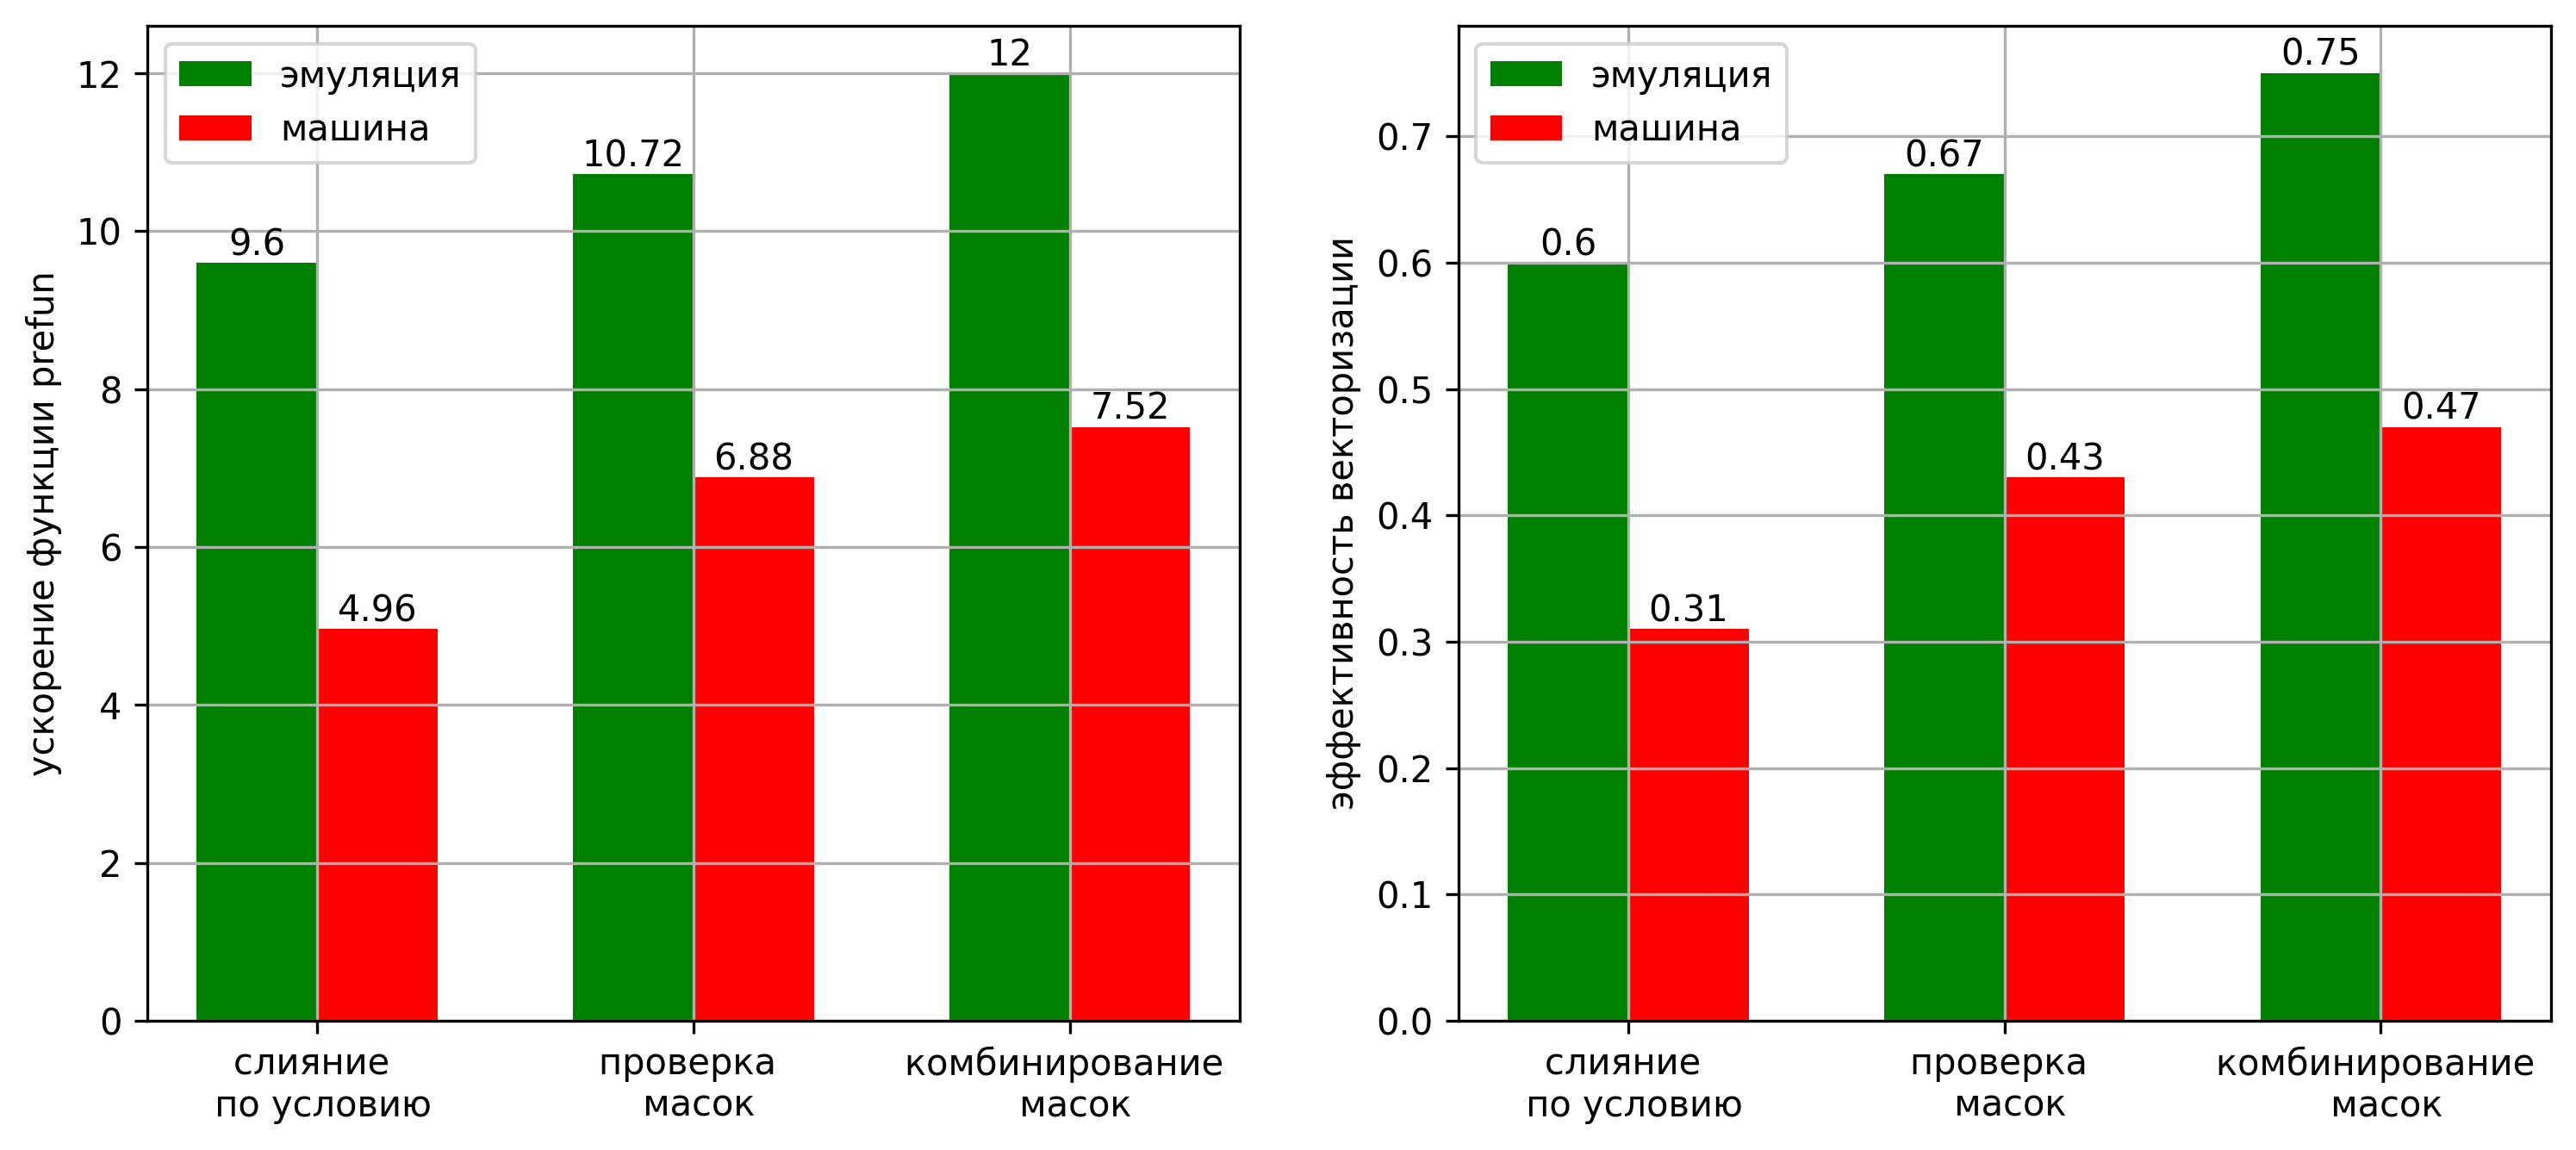 ускорение функции prefun
12
10
8
6
4
2
0
эмуляция
машина
9.6
4.96
10.72
6.88
12
7.52
слияние
по условию
проверка
масок
комбинирование
масок
эффективность векторизации
0.7
0.6
0.5
0.4
0.3
0.2
0.1
0.0
эмуляция
машина
0.6
0.31
0.67
0.43
0.75
0.47
слияние
по условию
проверка
масок
комбинирование
масок